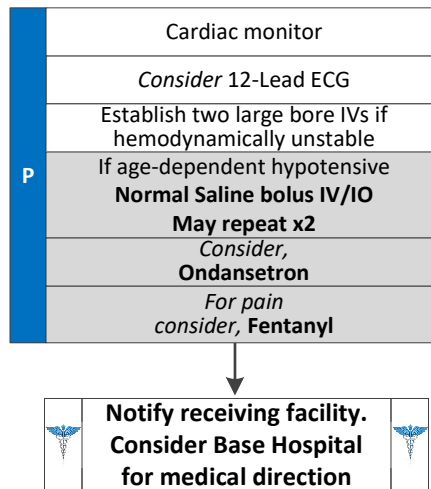 Cardiac monitor
Consider 12-Lead ECG
Establish two large bore IVs if
hemodynamically unstable
P
If age-dependent hypotensive
Normal Saline bolus IV/IO
May repeat x2
Consider,
Ondansetron
For pain
consider, Fentanyl
Notify receiving facility.
Consider Base Hospital
for medical direction